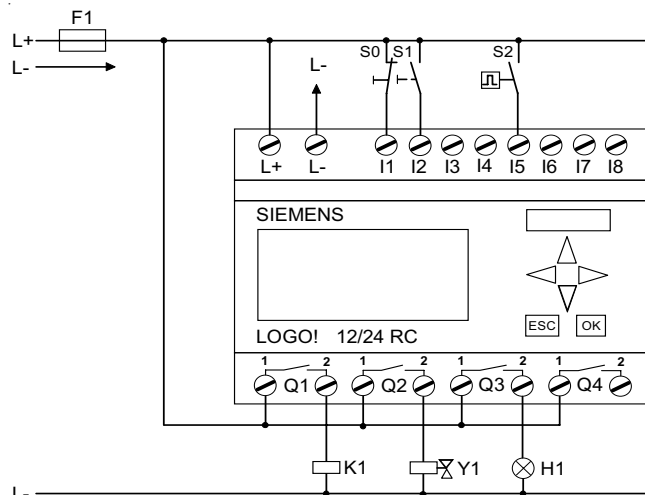 F1
L+
L-
S0 S1 S2
L-
L+ L- I1 I2 I3 I4 I5 I6 I7 I8
SIEMENS
ESC OK
LOGO! 12/24 RC
1 2 1 2 1 2 1 2
Q1 Q2 Q3 Q4
K1 Y1 H1
L-